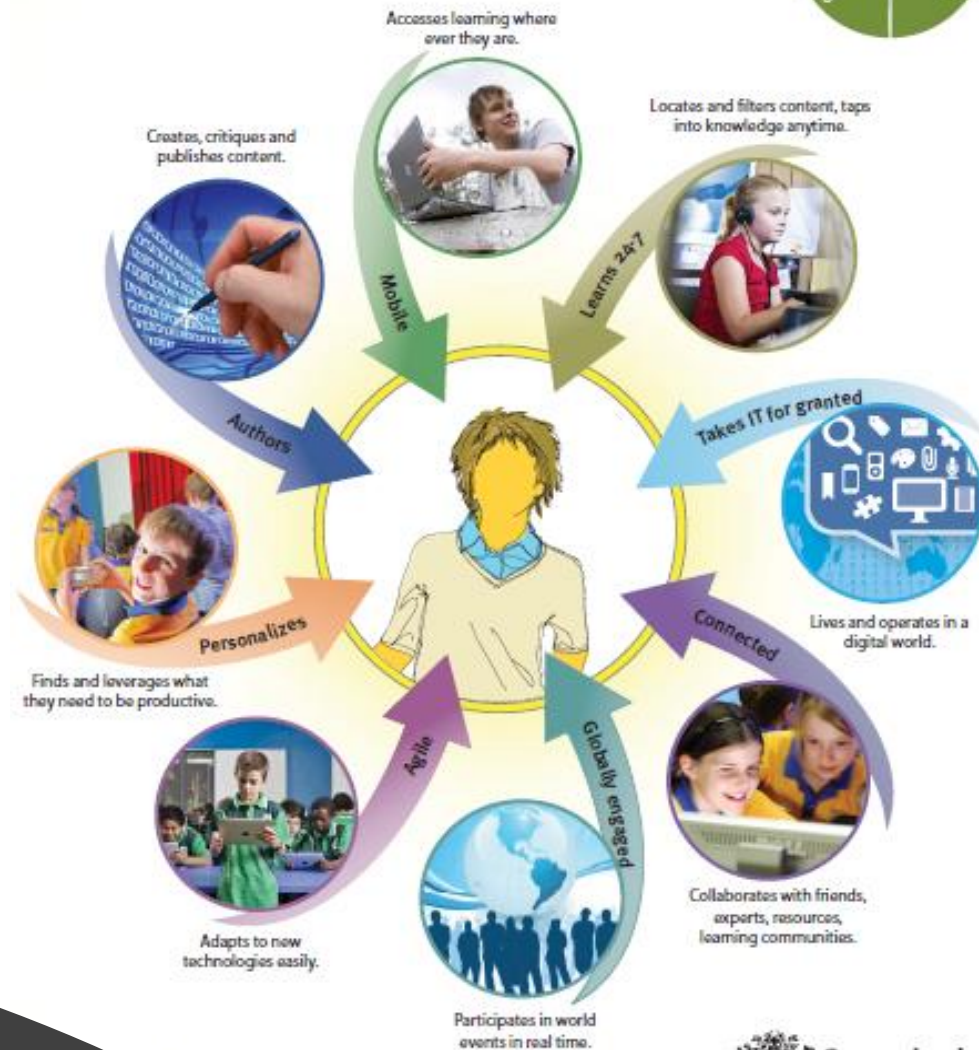 Accesses learning where
ever they are.
Locates and filters content, taps
into knowledge anytime.
Creates, critiques and
publishes content.
Mobile
Learns 24-7
Authors
Takes IT for granted
Lives and operates in a
digital world.
Personalizes
Finds and leverages what
they need to be productive.
Connected
Collaborates with friends,
experts, resources,
learning communities.
Agile
Adapts to new
technologies easily.
Globally engaged
Participates in world
events in real time.